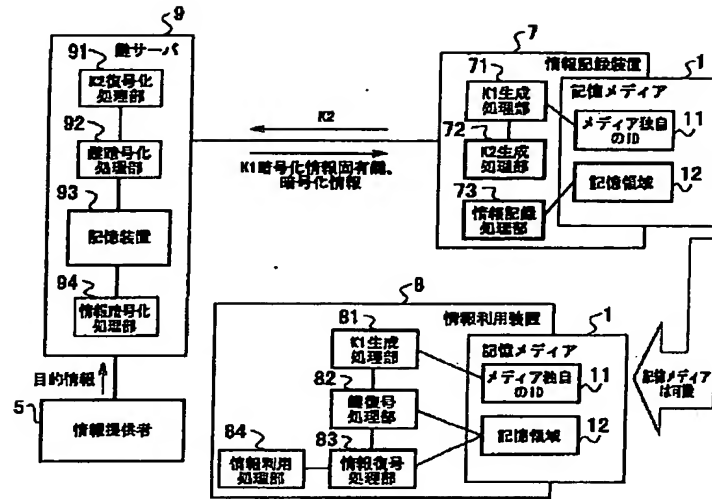 9
鍵サーバ
91
K2復号化
処理部
92
鍵暗号化
処理部
93
記憶装置
94
情報暗号化
処理部
目的情報
5
情報提供者
K2
K1暗号化情報固有鍵、
暗号化情報
7
情報記録装置
71
K1生成
処理部
72
K2生成
処理部
73
情報記録
処理部
1
記憶メディア
メディア独自
のID
11
記憶領域
12
8
情報利用装置
81
K1生成
処理部
82
鍵復号
処理部
83
情報復号
処理部
84
情報利用
処理部
1
記憶メディア
メディア独自
のID
11
記憶領域
12
記憶メディア
は可搬